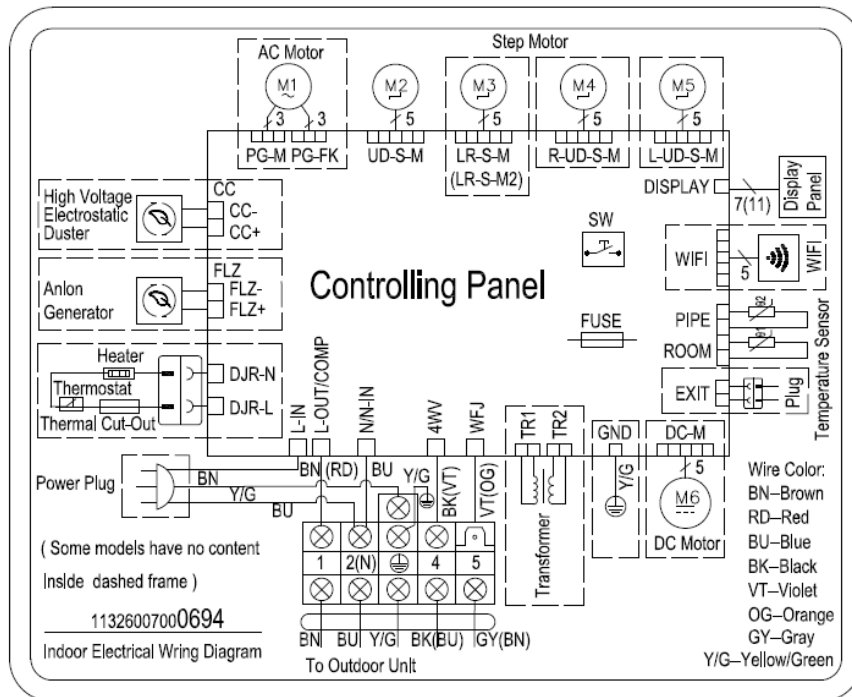 AC Motor
Step Motor
M1
~
M2
M3
M4
M5
3
3
5
5
5
5
PG-M PG-FK
UD-S-M
LR-S-M
(LR-S-M2)
R-UD-S-M
L-UD-S-M
High Voltage
Electrostatic
Duster
CC
CC-
CC+
DISPLAY
7(11)
Display
Panel
SW
WIFI
5
WIFI
Anlon
Generator
FLZ
FLZ-
FLZ+
Controlling Panel
FUSE
PIPE
θ2
ROOM
θ1
Temperature Sensor
Heater
Thermostat
Thermal Cut-Out
DJR-N
DJR-L
EXIT
Plug
L-IN
L-OUT/COMP
N/N-IN
4WV
WFJ
TR1
TR2
GND
DC-M
Power Plug
BN
Y/G
BU
BN(RD)
BU
Y/G
BK(VT)
VT(OG)
Y/G
5
M6
DC Motor
Transformer
1
2(N)
4
5
Wire Color:
BN–Brown
RD–Red
BU–Blue
BK–Black
VT–Violet
OG–Orange
GY–Gray
Y/G–Yellow/Green
( Some models have no content
Inside dashed frame )
11326007000694
Indoor Electrical Wring Diagram
BN
BU
Y/G
BK(BU)
GY(BN)
To Outdoor Unit